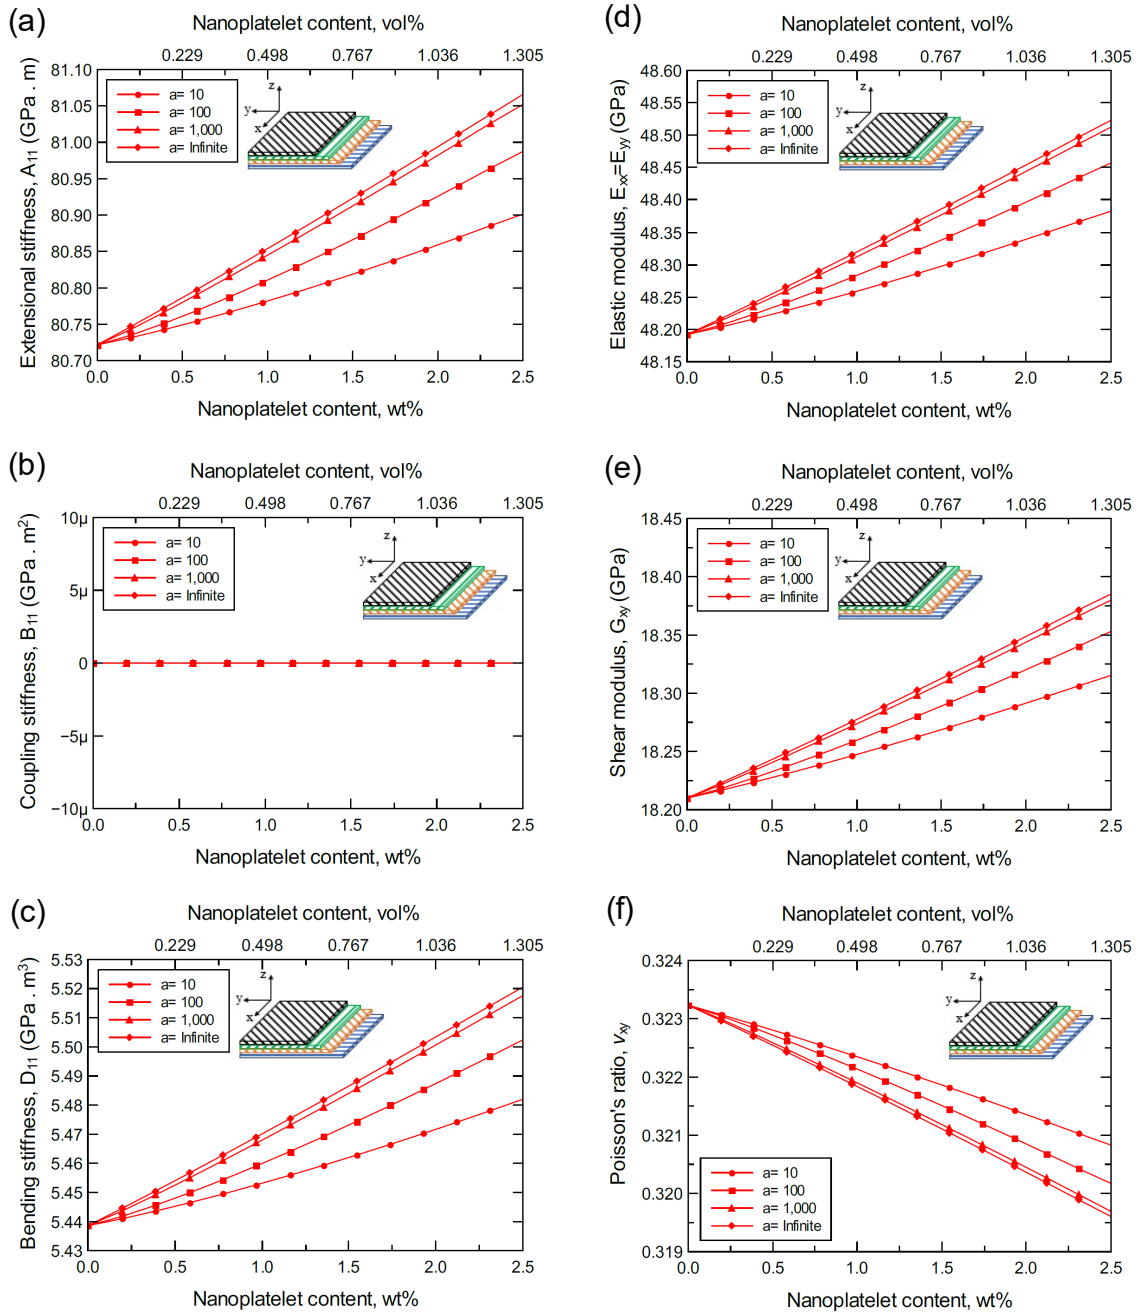 (a)
Nanoplatelet content, vol%
0.229 0.498 0.767 1.036 1.305
81.10
81.05
81.00
80.95
80.90
80.85
80.80
80.75
80.70
Extensional stiffness, A11 (GPa . m)
a= 10
a= 100
a= 1,000
a= Infinite
z
y
x
0.0 0.5 1.0 1.5 2.0 2.5
Nanoplatelet content, wt%
(b)
Nanoplatelet content, vol%
0.229 0.498 0.767 1.036 1.305
10µ
5µ
0
−5µ
−10µ
Coupling stiffness, B11 (GPa . m²)
a= 10
a= 100
a= 1,000
a= Infinite
z
y
x
0.0 0.5 1.0 1.5 2.0 2.5
Nanoplatelet content, wt%
(c)
Nanoplatelet content, vol%
0.229 0.498 0.767 1.036 1.305
5.53
5.52
5.51
5.50
5.49
5.48
5.47
5.46
5.45
5.44
5.43
Bending stiffness, D11 (GPa . m³)
a= 10
a= 100
a= 1,000
a= Infinite
z
y
x
0.0 0.5 1.0 1.5 2.0 2.5
Nanoplatelet content, wt%
(d)
Nanoplatelet content, vol%
0.229 0.498 0.767 1.036 1.305
48.60
48.55
48.50
48.45
48.40
48.35
48.30
48.25
48.20
48.15
Elastic modulus, Exx=Eyy (GPa)
a= 10
a= 100
a= 1,000
a= Infinite
z
y
x
0.0 0.5 1.0 1.5 2.0 2.5
Nanoplatelet content, wt%
(e)
Nanoplatelet content, vol%
0.229 0.498 0.767 1.036 1.305
18.45
18.40
18.35
18.30
18.25
18.20
Shear modulus, Gxy (GPa)
a= 10
a= 100
a= 1,000
a= Infinite
z
y
x
0.0 0.5 1.0 1.5 2.0 2.5
Nanoplatelet content, wt%
(f)
Nanoplatelet content, vol%
0.229 0.498 0.767 1.036 1.305
0.324
0.323
0.322
0.321
0.320
0.319
Poisson's ratio, νxy
z
y
x
a= 10
a= 100
a= 1,000
a= Infinite
0.0 0.5 1.0 1.5 2.0 2.5
Nanoplatelet content, wt%